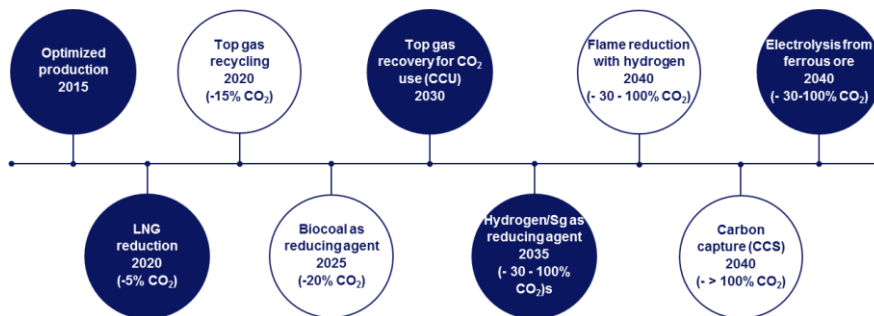 Optimized
production
2015
Top gas
recycling
2020
(-15% CO₂)
Top gas
recovery for CO₂
use (CCU)
2030
Flame reduction
with hydrogen
2040
(- 30 - 100% CO₂)
Electrolysis from
ferrous ore
2040
(- 30-100% CO₂)
LNG
reduction
2020
(-5% CO₂)
Biocoal as
reducing agent
2025
(-20% CO₂)
Hydrogen/Sg as
reducing agent
2035
(- 30 - 100%
CO₂)s
Carbon
capture (CCS)
2040
(- > 100% CO₂)